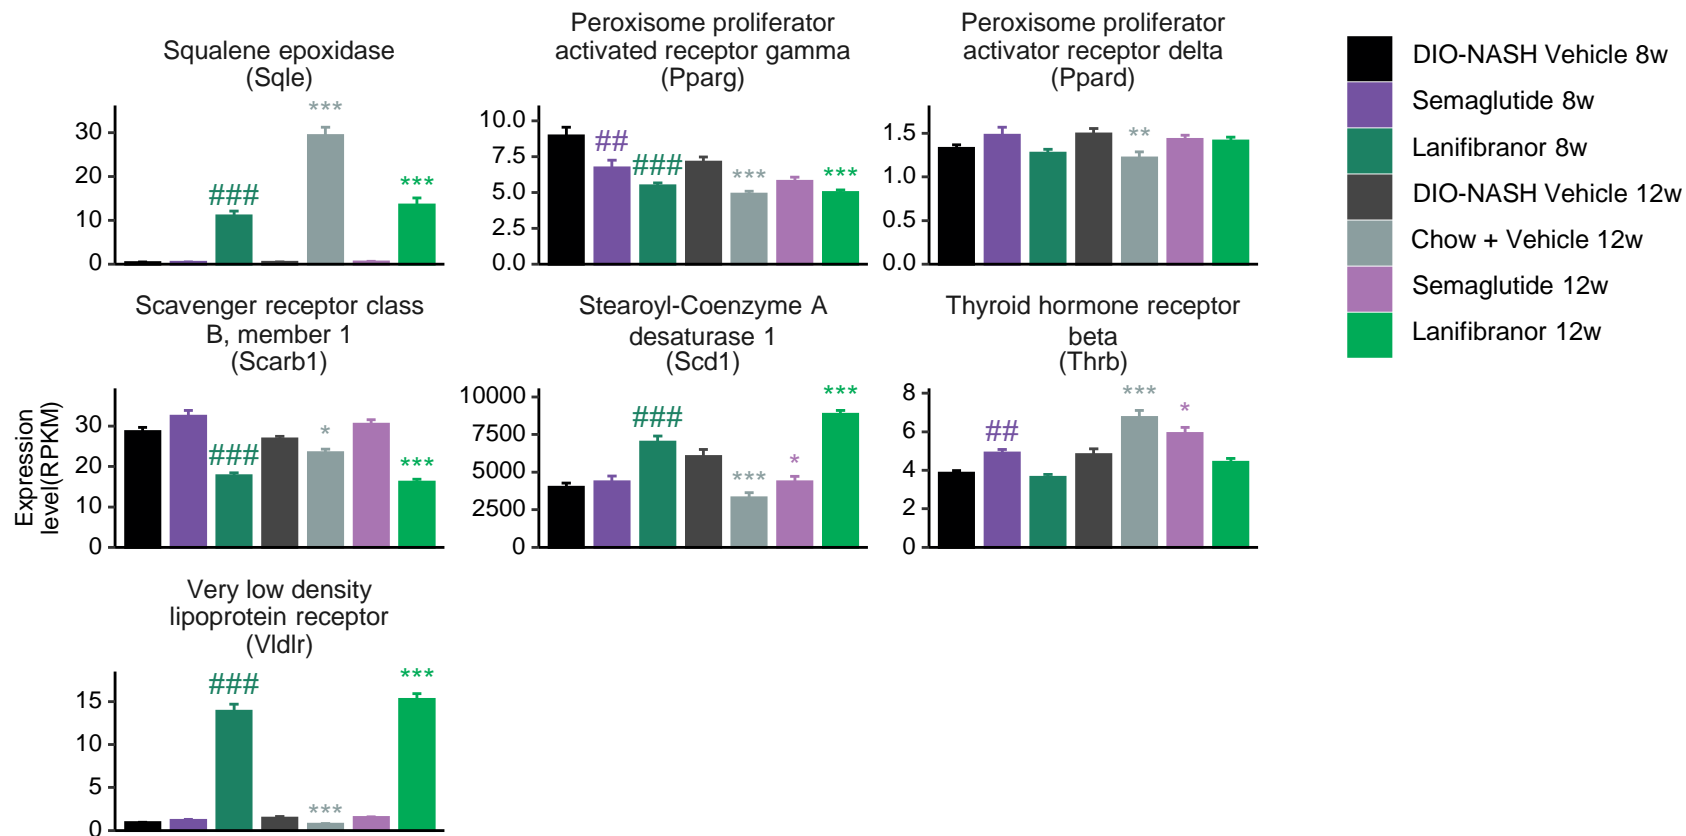 Squalene epoxidase
(Sqle)
30
20
10
0
***
###
***
Peroxisome proliferator
activated receptor gamma
(Pparg)
10.0
7.5
5.0
2.5
0.0
##
###
***
***
Peroxisome proliferator
activator receptor delta
(Ppard)
1.5
1.0
0.5
0.0
**
DIO-NASH Vehicle 8w
Semaglutide 8w
Lanifibranor 8w
DIO-NASH Vehicle 12w
Chow + Vehicle 12w
Semaglutide 12w
Lanifibranor 12w
Scavenger receptor class
B, member 1
(Scarb1)
Expression
level(RPKM)
30
20
10
0
###
*
***
Stearoyl-Coenzyme A
desaturase 1
(Scd1)
10000
7500
5000
2500
0
###
***
*
***
Thyroid hormone receptor
beta
(Thrb)
8
6
4
2
0
##
***
*
Very low density
lipoprotein receptor
(Vldlr)
15
10
5
0
###
***
***